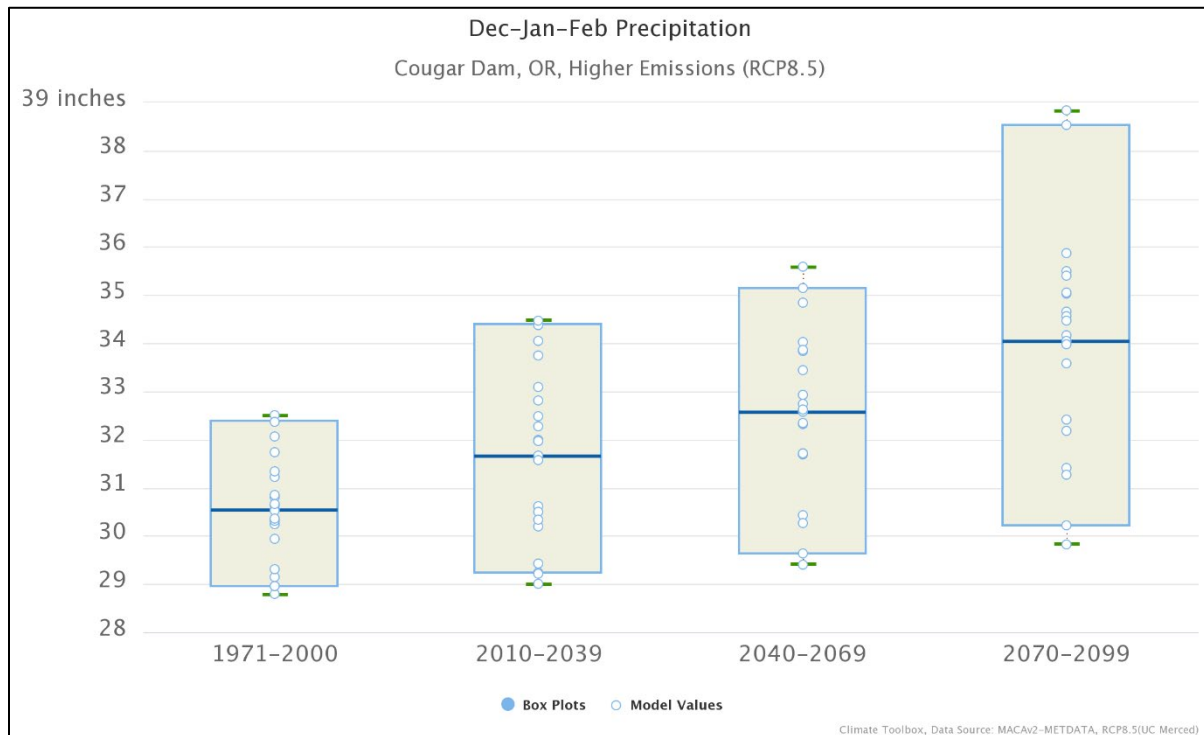 Dec-Jan-Feb Precipitation
Cougar Dam, OR, Higher Emissions (RCP8.5)
39 inches
38
37
36
35
34
33
32
31
30
29
28
1971-2000 2010-2039 2040-2069 2070-2099
Box Plots Model Values
Climate Toolbox, Data Source: MACAv2-METDATA, RCP8.5(UC Merced)